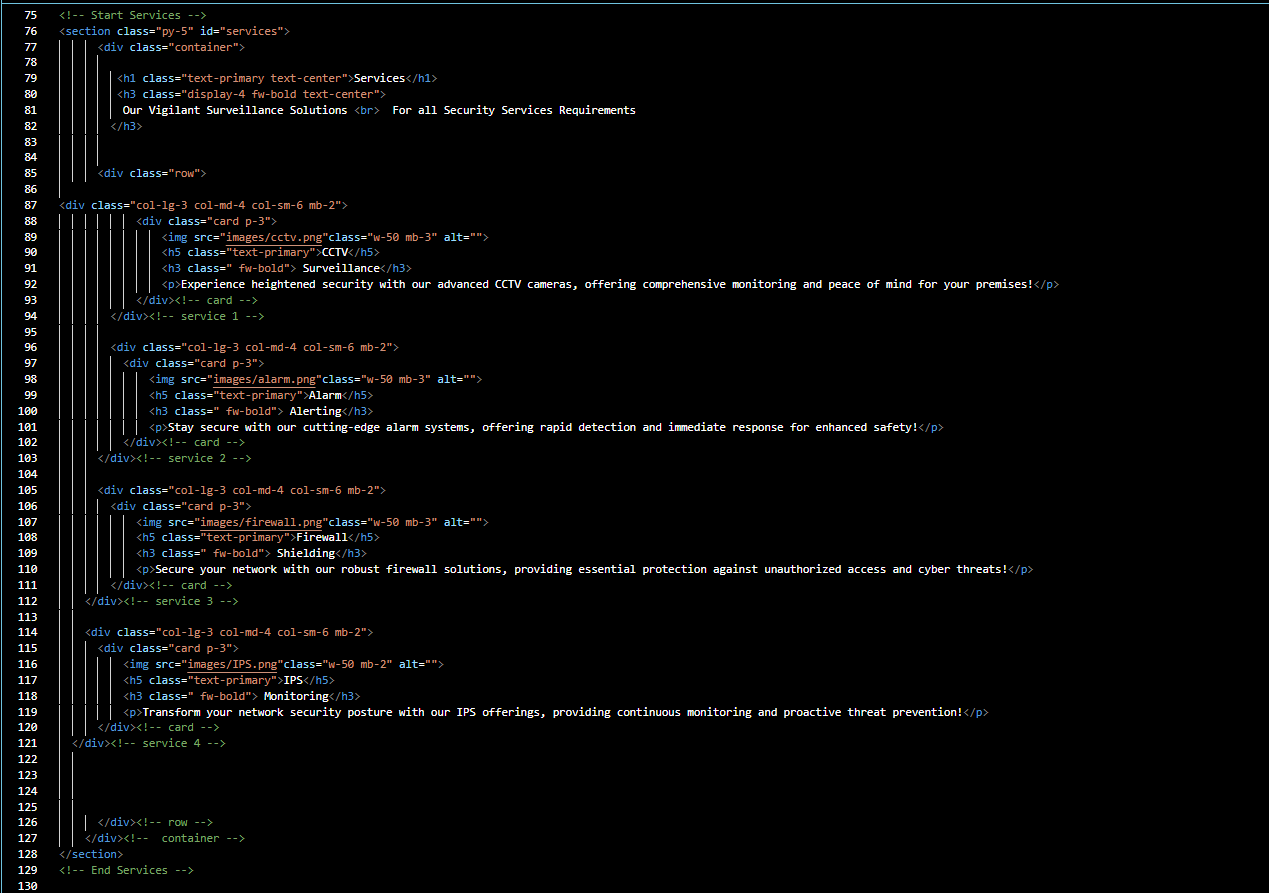 75 <!-- Start Services -->
76 <section class="py-5" id="services">
77 <div class="container">
78
79 <h1 class="text-primary text-center">Services</h1>
80 <h3 class="display-4 fw-bold text-center">
81 Our Vigilant Surveillance Solutions <br>  For all Security Services Requirements
82 </h3>
83
84
85 <div class="row">
86
87 <div class="col-lg-3 col-md-4 col-sm-6 mb-2">
88 <div class="card p-3">
89 <img src="images/cctv.png"class="w-50 mb-3" alt="">
90 <h5 class="text-primary">CCTV</h5>
91 <h3 class=" fw-bold"> Surveillance</h3>
92 <p>Experience heightened security with our advanced CCTV cameras, offering comprehensive monitoring and peace of mind for your premises!</p>
93 </div><!-- card -->
94 </div><!-- service 1 -->
95
96 <div class="col-lg-3 col-md-4 col-sm-6 mb-2">
97 <div class="card p-3">
98 <img src="images/alarm.png"class="w-50 mb-3" alt="">
99 <h5 class="text-primary">Alarm</h5>
100 <h3 class=" fw-bold"> Alerting</h3>
101 <p>Stay secure with our cutting-edge alarm systems, offering rapid detection and immediate response for enhanced safety!</p>
102 </div><!-- card -->
103 </div><!-- service 2 -->
104
105 <div class="col-lg-3 col-md-4 col-sm-6 mb-2">
106 <div class="card p-3">
107 <img src="images/firewall.png"class="w-50 mb-3" alt="">
108 <h5 class="text-primary">Firewall</h5>
109 <h3 class=" fw-bold"> Shielding</h3>
110 <p>Secure your network with our robust firewall solutions, providing essential protection against unauthorized access and cyber threats!</p>
111 </div><!-- card -->
112 </div><!-- service 3 -->
113
114 <div class="col-lg-3 col-md-4 col-sm-6 mb-2">
115 <div class="card p-3">
116 <img src="images/IPS.png"class="w-50 mb-2" alt="">
117 <h5 class="text-primary">IPS</h5>
118 <h3 class=" fw-bold"> Monitoring</h3>
119 <p>Transform your network security posture with our IPS offerings, providing continuous monitoring and proactive threat prevention!</p>
120 </div><!-- card -->
121 </div><!-- service 4 -->
122
123
124
125
126 </div><!-- row -->
127 </div><!--  container -->
128 </section>
129 <!-- End Services -->
130